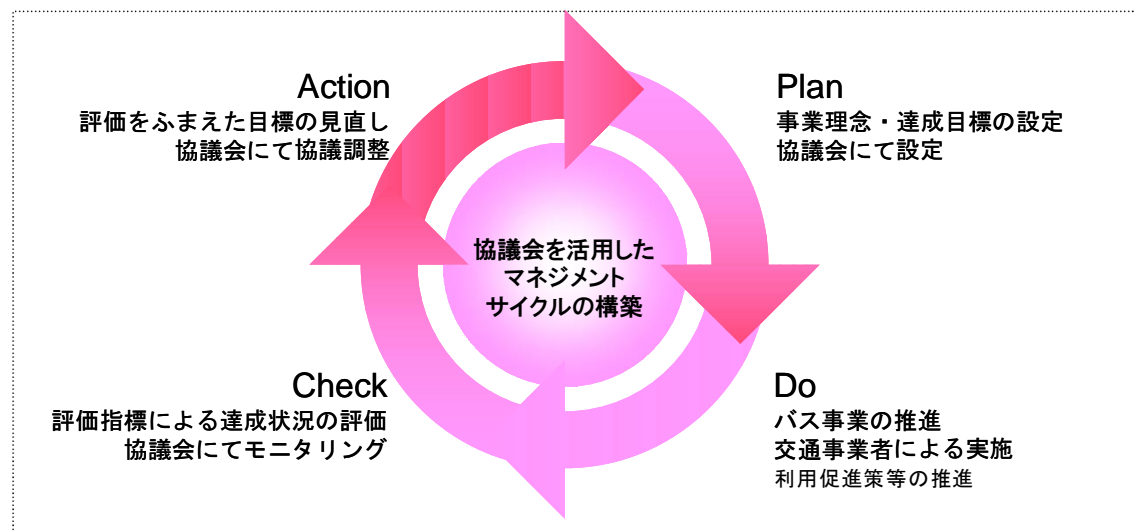 Action
評価をふまえた目標の見直し
協議会にて協議調整
Plan
事業理念・達成目標の設定
協議会にて設定
協議会を活用した
マネジメント
サイクルの構築
Check
評価指標による達成状況の評価
協議会にてモニタリング
Do
バス事業の推進
交通事業者による実施
利用促進策等の推進